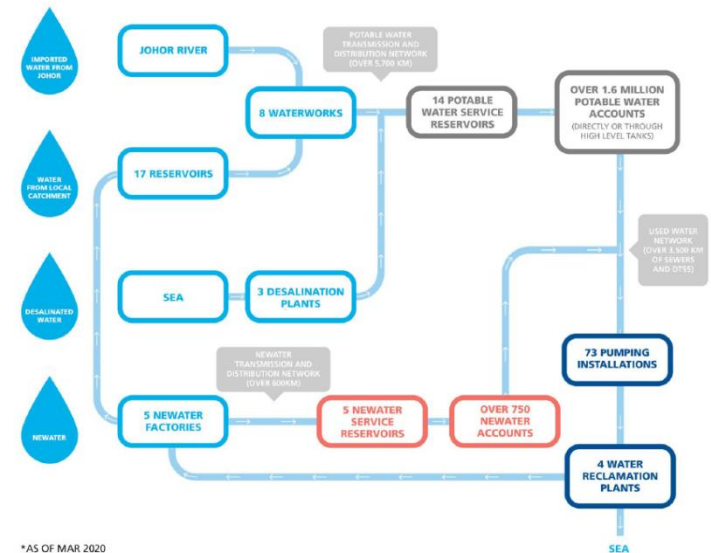 IMPORTED
WATER FROM
JOHOR
JOHOR RIVER
POTABLE WATER
TRANSMISSION AND
DISTRIBUTION NETWORK
(OVER 5,700 KM)
8 WATERWORKS
14 POTABLE
WATER SERVICE
RESERVOIRS
OVER 1.6 MILLION
POTABLE WATER
ACCOUNTS
(DIRECTLY OR THROUGH
HIGH LEVEL TANKS)
WATER
FROM LOCAL
CATCHMENT
17 RESERVOIRS
USED WATER
NETWORK
(OVER 3,500 KM
OF SEWERS
AND DTSS)
DESALINATED
WATER
SEA
3 DESALINATION
PLANTS
73 PUMPING
INSTALLATIONS
NEWATER
TRANSMISSION AND
DISTRIBUTION NETWORK
(OVER 600KM)
NEWATER
5 NEWATER
FACTORIES
5 NEWATER
SERVICE
RESERVOIRS
OVER 750
NEWATER
ACCOUNTS
4 WATER
RECLAMATION
PLANTS
*AS OF MAR 2020
SEA